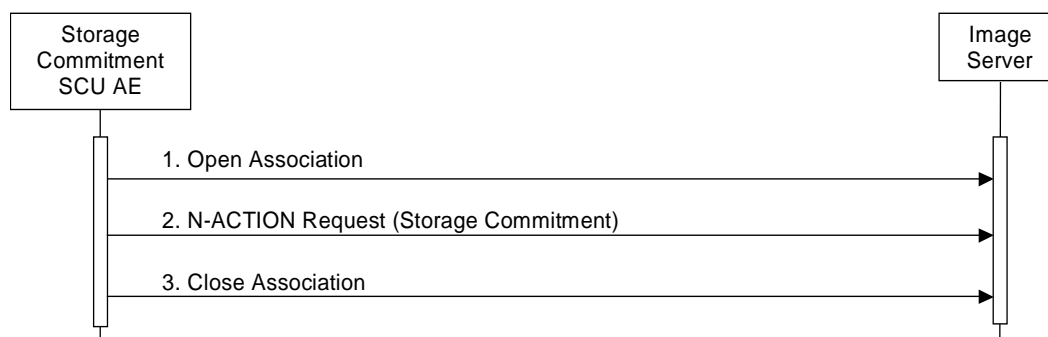 Storage
Commitment
SCU AE
Image
Server
1. Open Association
2. N-ACTION Request (Storage Commitment)
3. Close Association